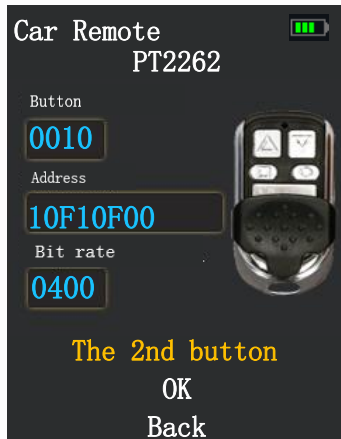 Car Remote
PT2262
Button
0010
Address
10F10F00
Bit rate
0400
The 2nd button
OK
Back